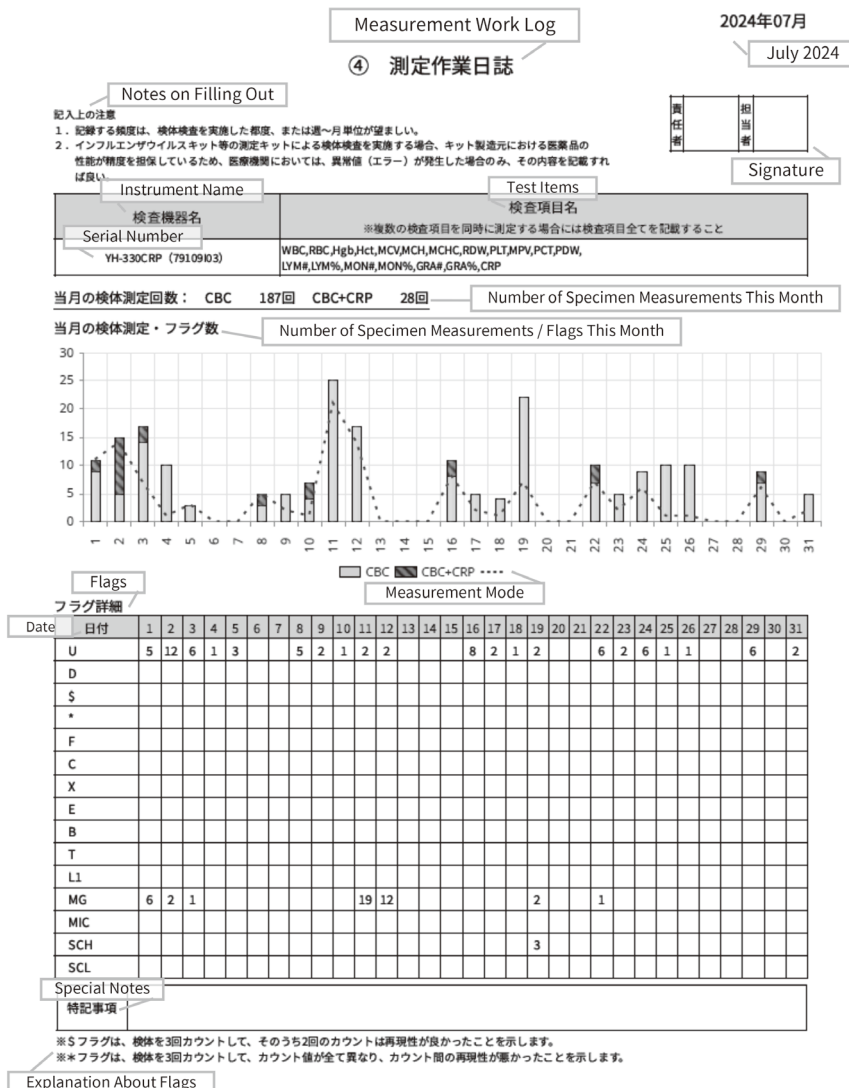 Measurement Work Log
2024年07月
July 2024
④ 測定作業日誌
Notes on Filling Out
記入上の注意
1．記録する頻度は、検体検査を実施した都度、または週～月単位が望ましい。
2．インフルエンザウイルスキット等の測定キットによる検体検査を実施する場合、キット製造元における医薬品の
性能が精度を担保しているため、医療機関においては、異常値（エラー）が発生した場合のみ、その内容を記載すれ
ば良い。
責任者
担当者
Signature
Instrument Name
Test Items
検査機器名
検査項目名
※複数の検査項目を同時に測定する場合には検査項目全てを記載すること
Serial Number
YH-330CRP（79109I03）
WBC,RBC,Hgb,Hct,MCV,MCH,MCHC,RDW,PLT,MPV,PCT,PDW,
LYM#,LYM%,MON#,MON%,GRA#,GRA%,CRP
当月の検体測定回数： CBC 187回 CBC+CRP 28回
Number of Specimen Measurements This Month
当月の検体測定・フラグ数
Number of Specimen Measurements / Flags This Month
30
25
20
15
10
5
0
1 2 3 4 5 6 7 8 9 10 11 12 13 14 15 16 17 18 19 20 21 22 23 24 25 26 27 28 29 30 31
CBC CBC+CRP
Measurement Mode
Flags
フラグ詳細
Date
日付 1 2 3 4 5 6 7 8 9 10 11 12 13 14 15 16 17 18 19 20 21 22 23 24 25 26 27 28 29 30 31
U 5 12 6 1 3 5 2 1 2 2 8 2 1 2 6 2 6 1 1 6 2
D
$
*
F
C
X
E
B
T
L1
MG 6 2 1 19 12 2 1
MIC
SCH 3
SCL
Special Notes
特記事項
※$フラグは、検体を3回カウントして、そのうち2回のカウントは再現性が良かったことを示します。
※＊フラグは、検体を3回カウントして、カウント値が全て異なり、カウント間の再現性が悪かったことを示します。
Explanation About Flags